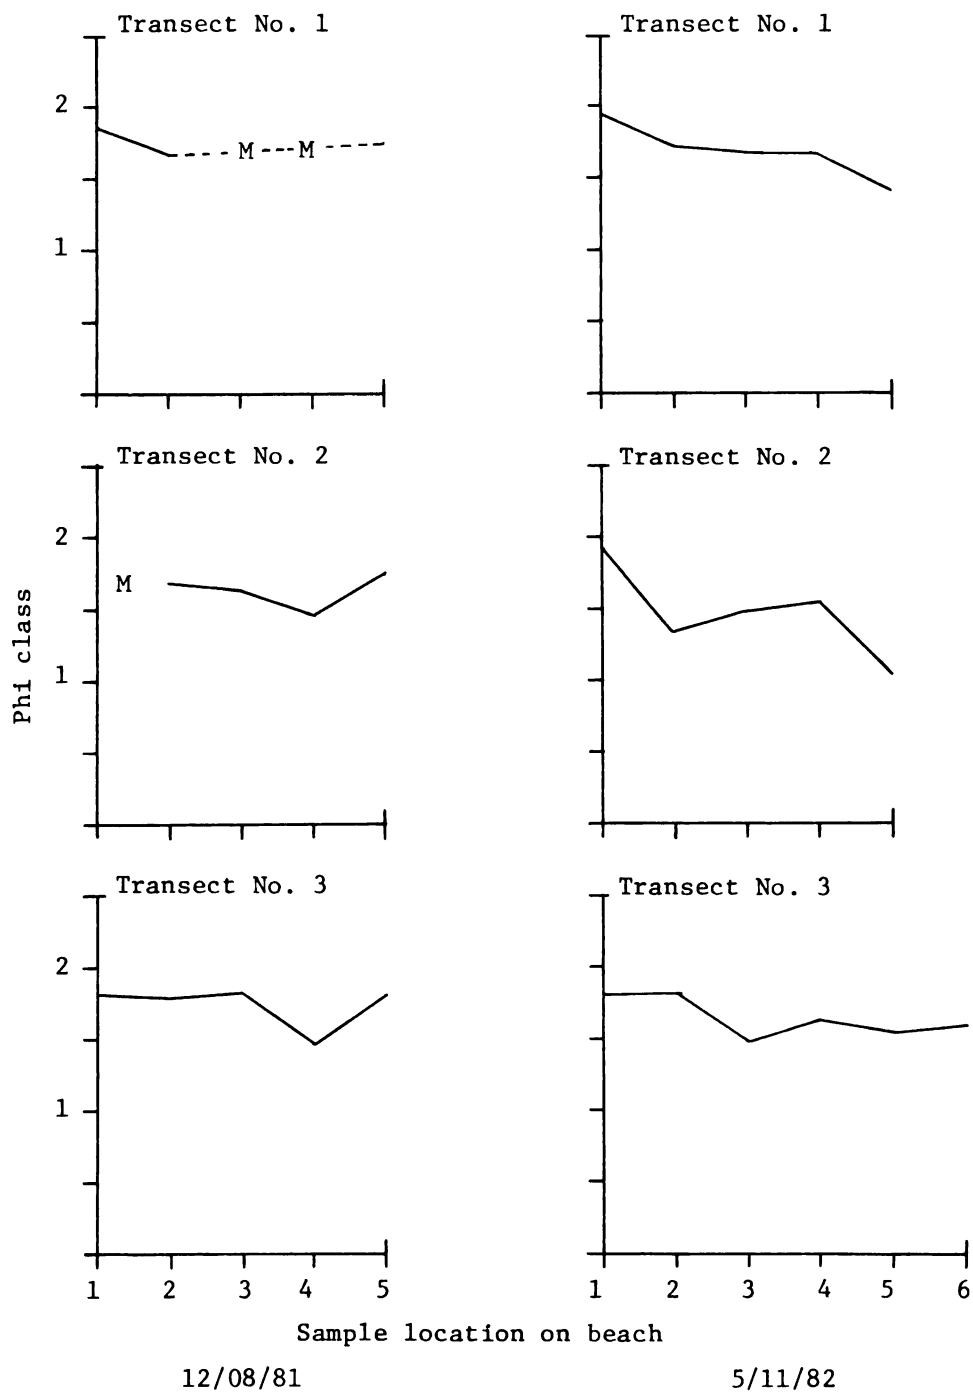 Transect No. 1
Transect No. 1
2
M
M
1
Transect No. 2
Transect No. 2
2
M
1
Phi class
Transect No. 3
Transect No. 3
2
1
1 2 3 4 5
1 2 3 4 5 6
Sample location on beach
12/08/81
5/11/82